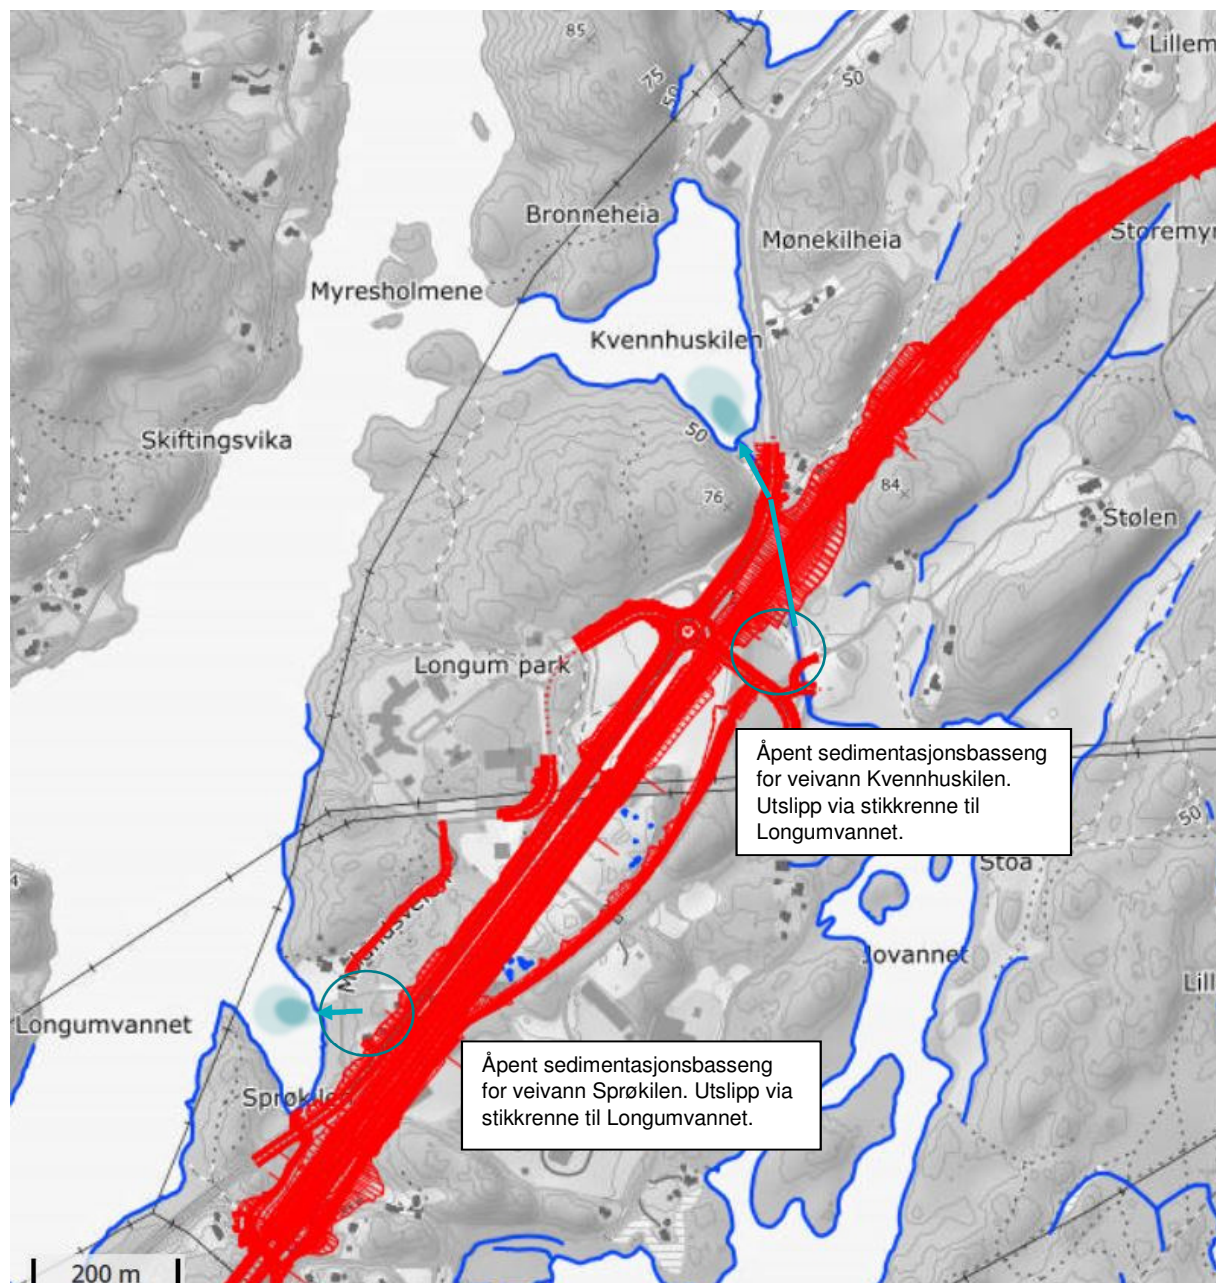 85
75
50
50
Lillem
Bronneheia
Mønekilheia
Storemyr
Myresholmene
Kvennhuskilen
50
Skiftingsvika
76
84
Stølen
Longum park
Åpent sedimentasjonsbasseng
for veivann Kvennhuskilen.
Utslipp via stikkrenne til
Longumvannet.
50
Stoa
4
Jovannet
Lill
Longumvannet
Åpent sedimentasjonsbasseng
for veivann Sprøkilen. Utslipp via
stikkrenne til Longumvannet.
Sprøkilen
200 m